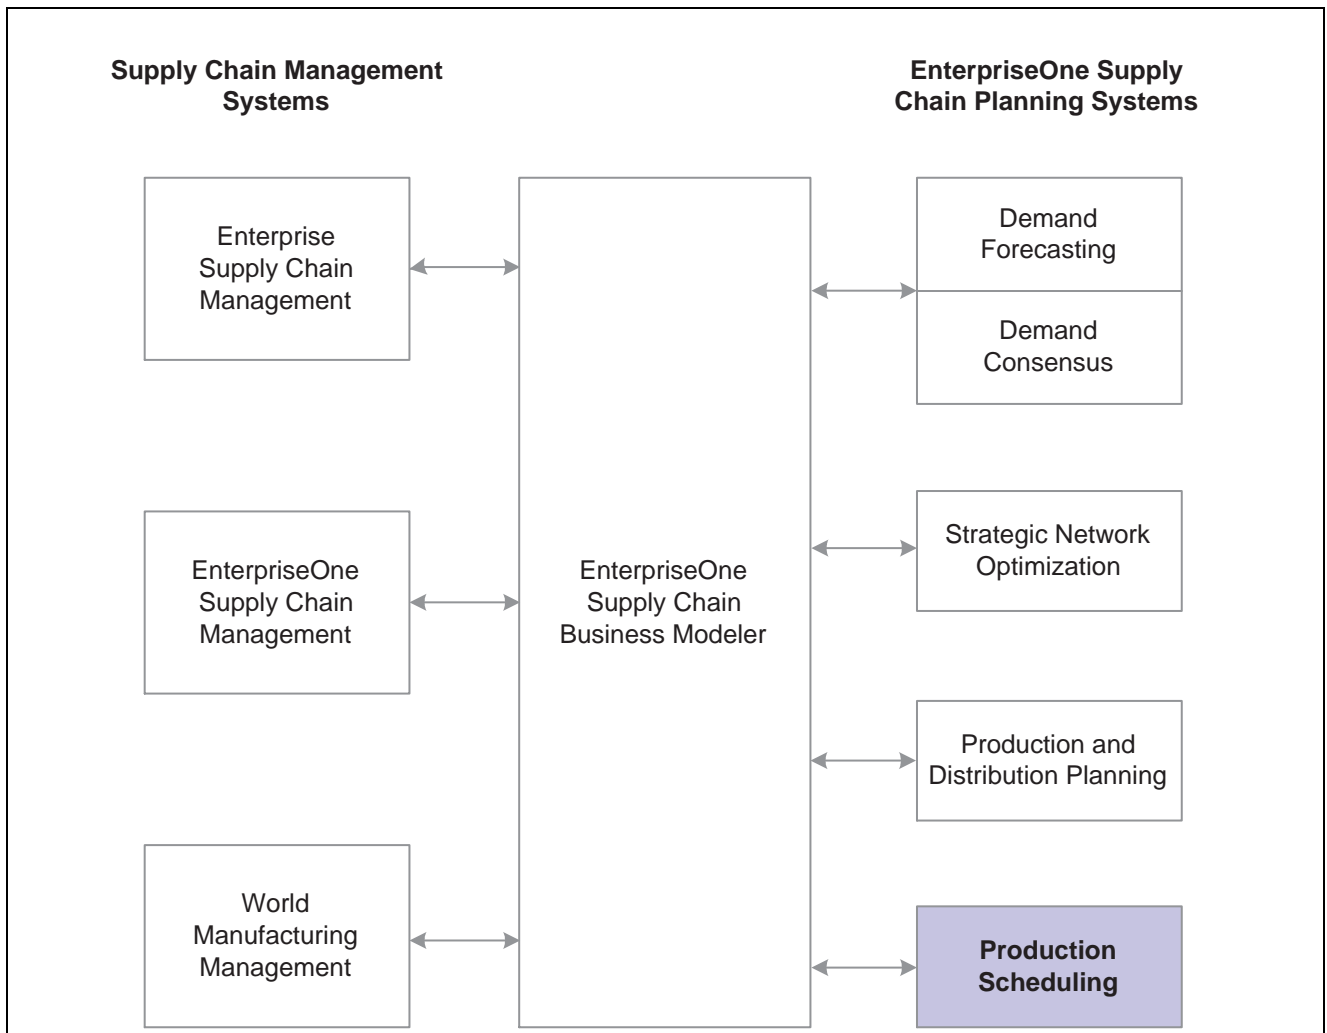 Supply Chain Management
Systems
EnterpriseOne Supply
Chain Planning Systems
Enterprise
Supply Chain
Management
EnterpriseOne
Supply Chain
Management
World
Manufacturing
Management
EnterpriseOne
Supply Chain
Business Modeler
Demand
Forecasting
Demand
Consensus
Strategic Network
Optimization
Production and
Distribution Planning
Production
Scheduling